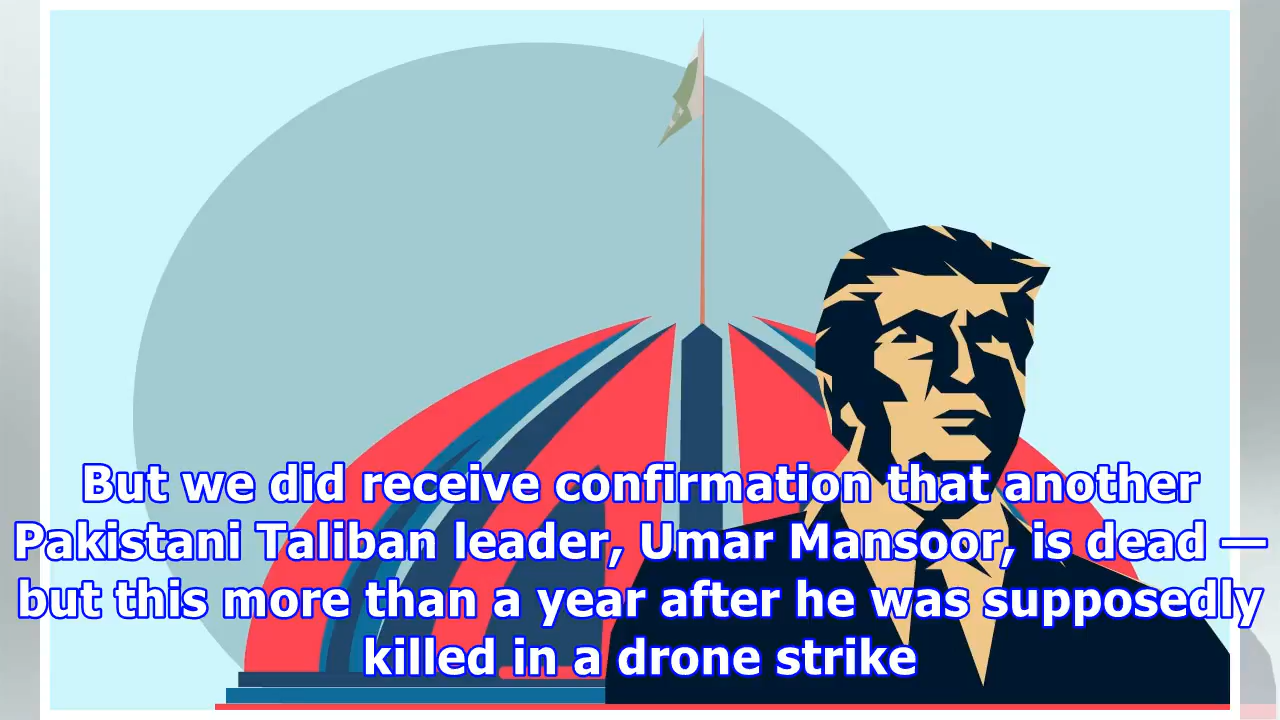 But we did receive confirmation that another
Pakistani Taliban leader, Umar Mansoor, is dead —
but this more than a year after he was supposedly
killed in a drone strike